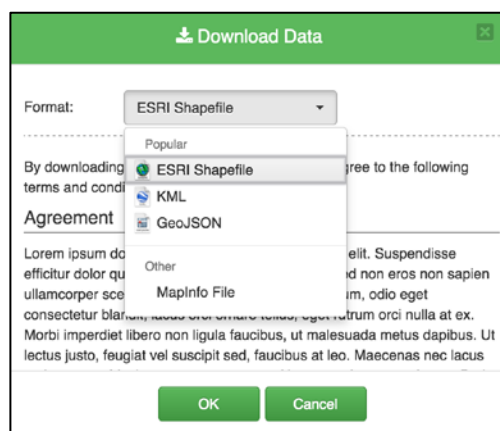 Download Data
Format: ESRI Shapefile
Popular
By downloading gree to the following
ESRI Shapefile
terms and condi
KML
Agreement
GeoJSON
Lorem ipsum do elit. Suspendisse
Other
efficitur dolor qu d non eros non sapien
ullamcorper sce um, odio eget
MapInfo File
consectetur rutrum orci nulla at ex.
Morbi imperdiet libero non ligula faucibus, ut malesuada metus dapibus. Ut
lectus justo, feugiat vel suscipit sed, faucibus at leo. Maecenas nec lacus
OK Cancel